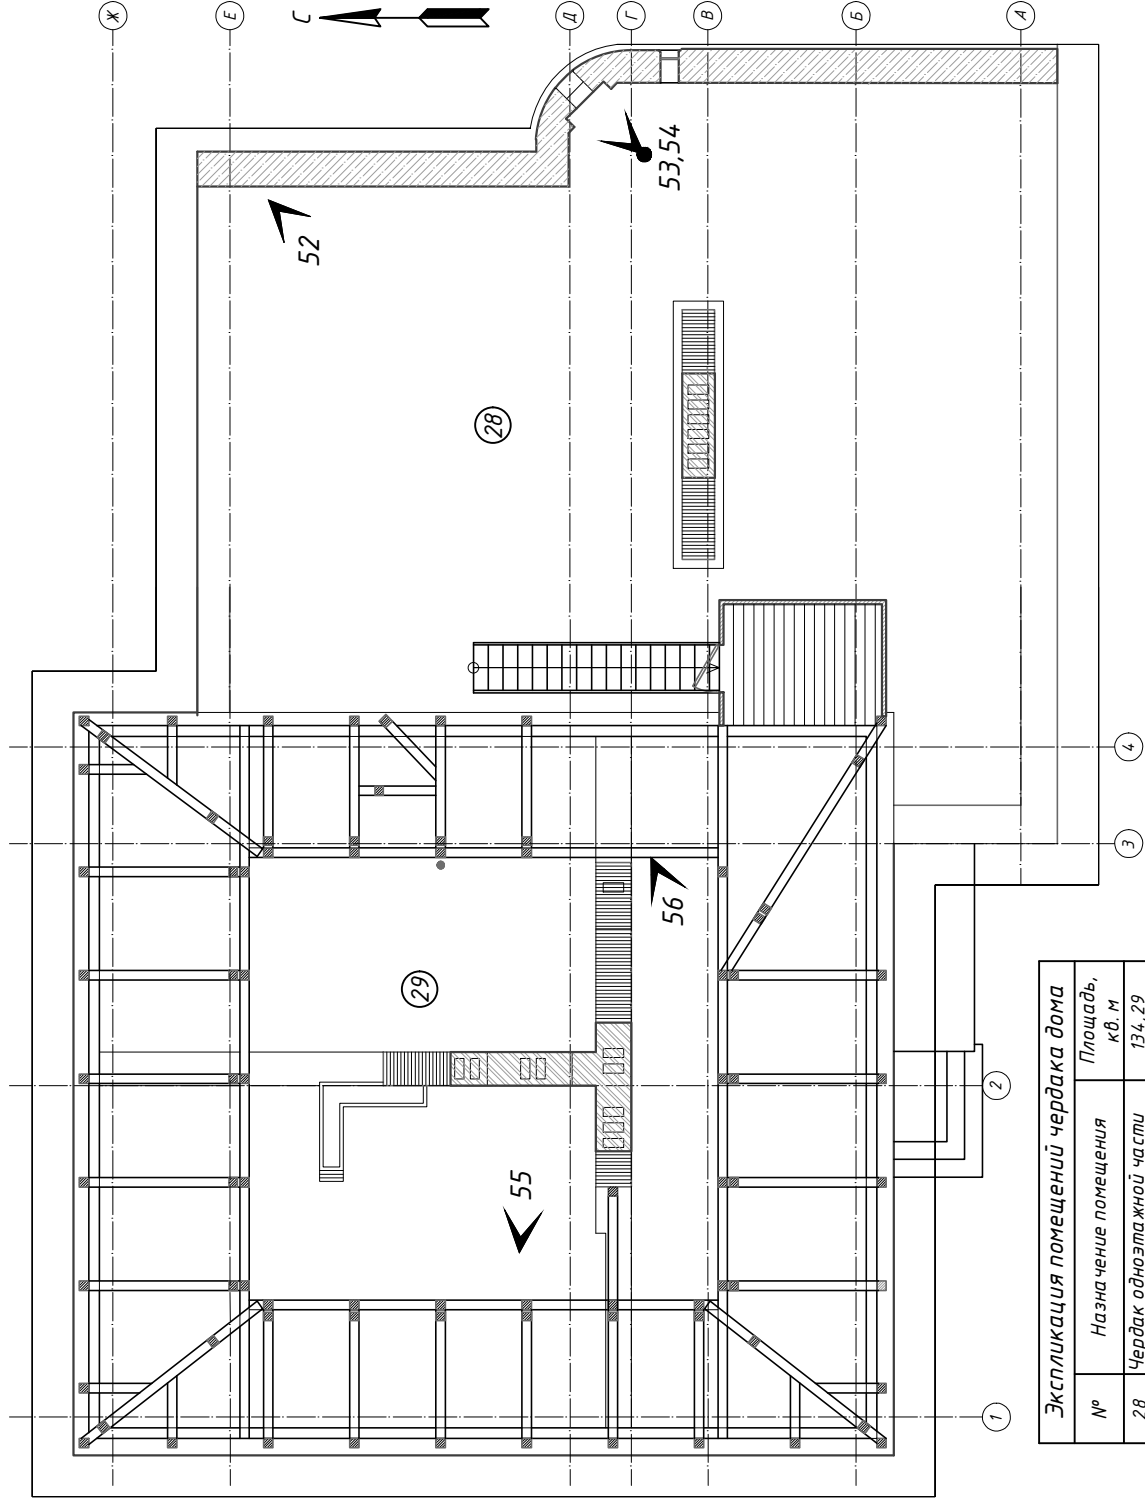 Ж
Е
С
Д
Г
В
Б
А
52
53,54
28
29
56
55
4
3
2
1
Экспликация помещений чердака дома
№ Назначение помещения Площадь, кв. м
28 Чердак одноэтажной части 134,29